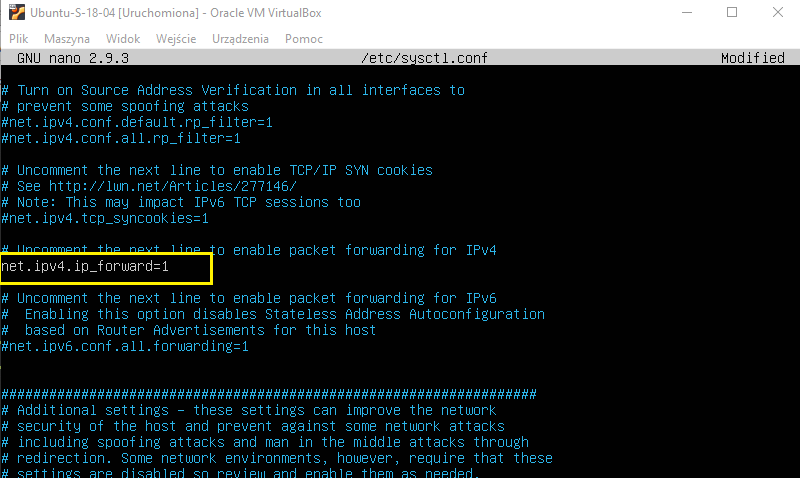 Ubuntu-S-18-04 [Uruchomiona] - Oracle VM VirtualBox
Plik Maszyna Widok Wejście Urządzenia Pomoc
GNU nano 2.9.3 /etc/sysctl.conf Modified
# Turn on Source Address Verification in all interfaces to
# prevent some spoofing attacks
#net.ipv4.conf.default.rp_filter=1
#net.ipv4.conf.all.rp_filter=1
# Uncomment the next line to enable TCP/IP SYN cookies
# See http://lwn.net/Articles/277146/
# Note: This may impact IPv6 TCP sessions too
#net.ipv4.tcp_syncookies=1
# Uncomment the next line to enable packet forwarding for IPv4
net.ipv4.ip_forward=1
# Uncomment the next line to enable packet forwarding for IPv6
#  Enabling this option disables Stateless Address Autoconfiguration
#  based on Router Advertisements for this host
#net.ipv6.conf.all.forwarding=1
###################################################################
# Additional settings - these settings can improve the network
# security of the host and prevent against some network attacks
# including spoofing attacks and man in the middle attacks through
# redirection. Some network environments, however, require that these
# settings are disabled so review and enable them as needed.